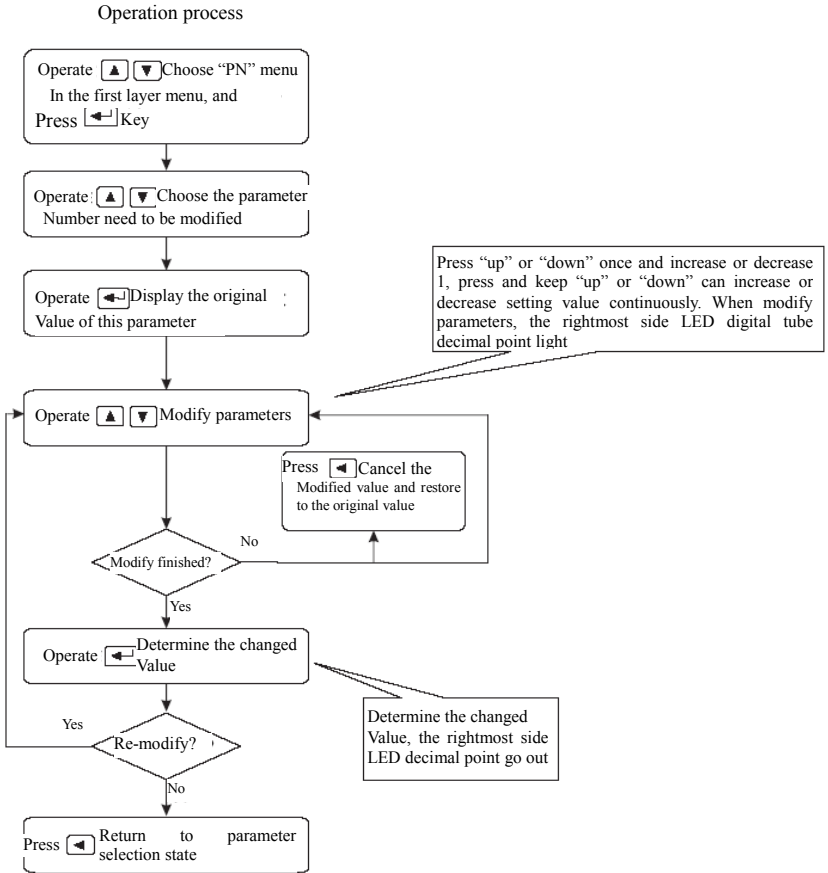 Operation process
Operate ▲ ▼ Choose “PN” menu
In the first layer menu, and
Press ↵ Key
Operate ▲ ▼ Choose the parameter
Number need to be modified
Press “up” or “down” once and increase or decrease
1, press and keep “up” or “down” can increase or
decrease setting value continuously. When modify
parameters, the rightmost side LED digital tube
decimal point light
Operate ↵ Display the original
Value of this parameter
Operate ▲ ▼ Modify parameters
Press ◄ Cancel the
Modified value and restore
to the original value
No
Modify finished?
Yes
Operate ↵ Determine the changed
Value
Determine the changed
Value, the rightmost side
LED decimal point go out
Yes
Re-modify?
No
Press ◄ Return to parameter
selection state